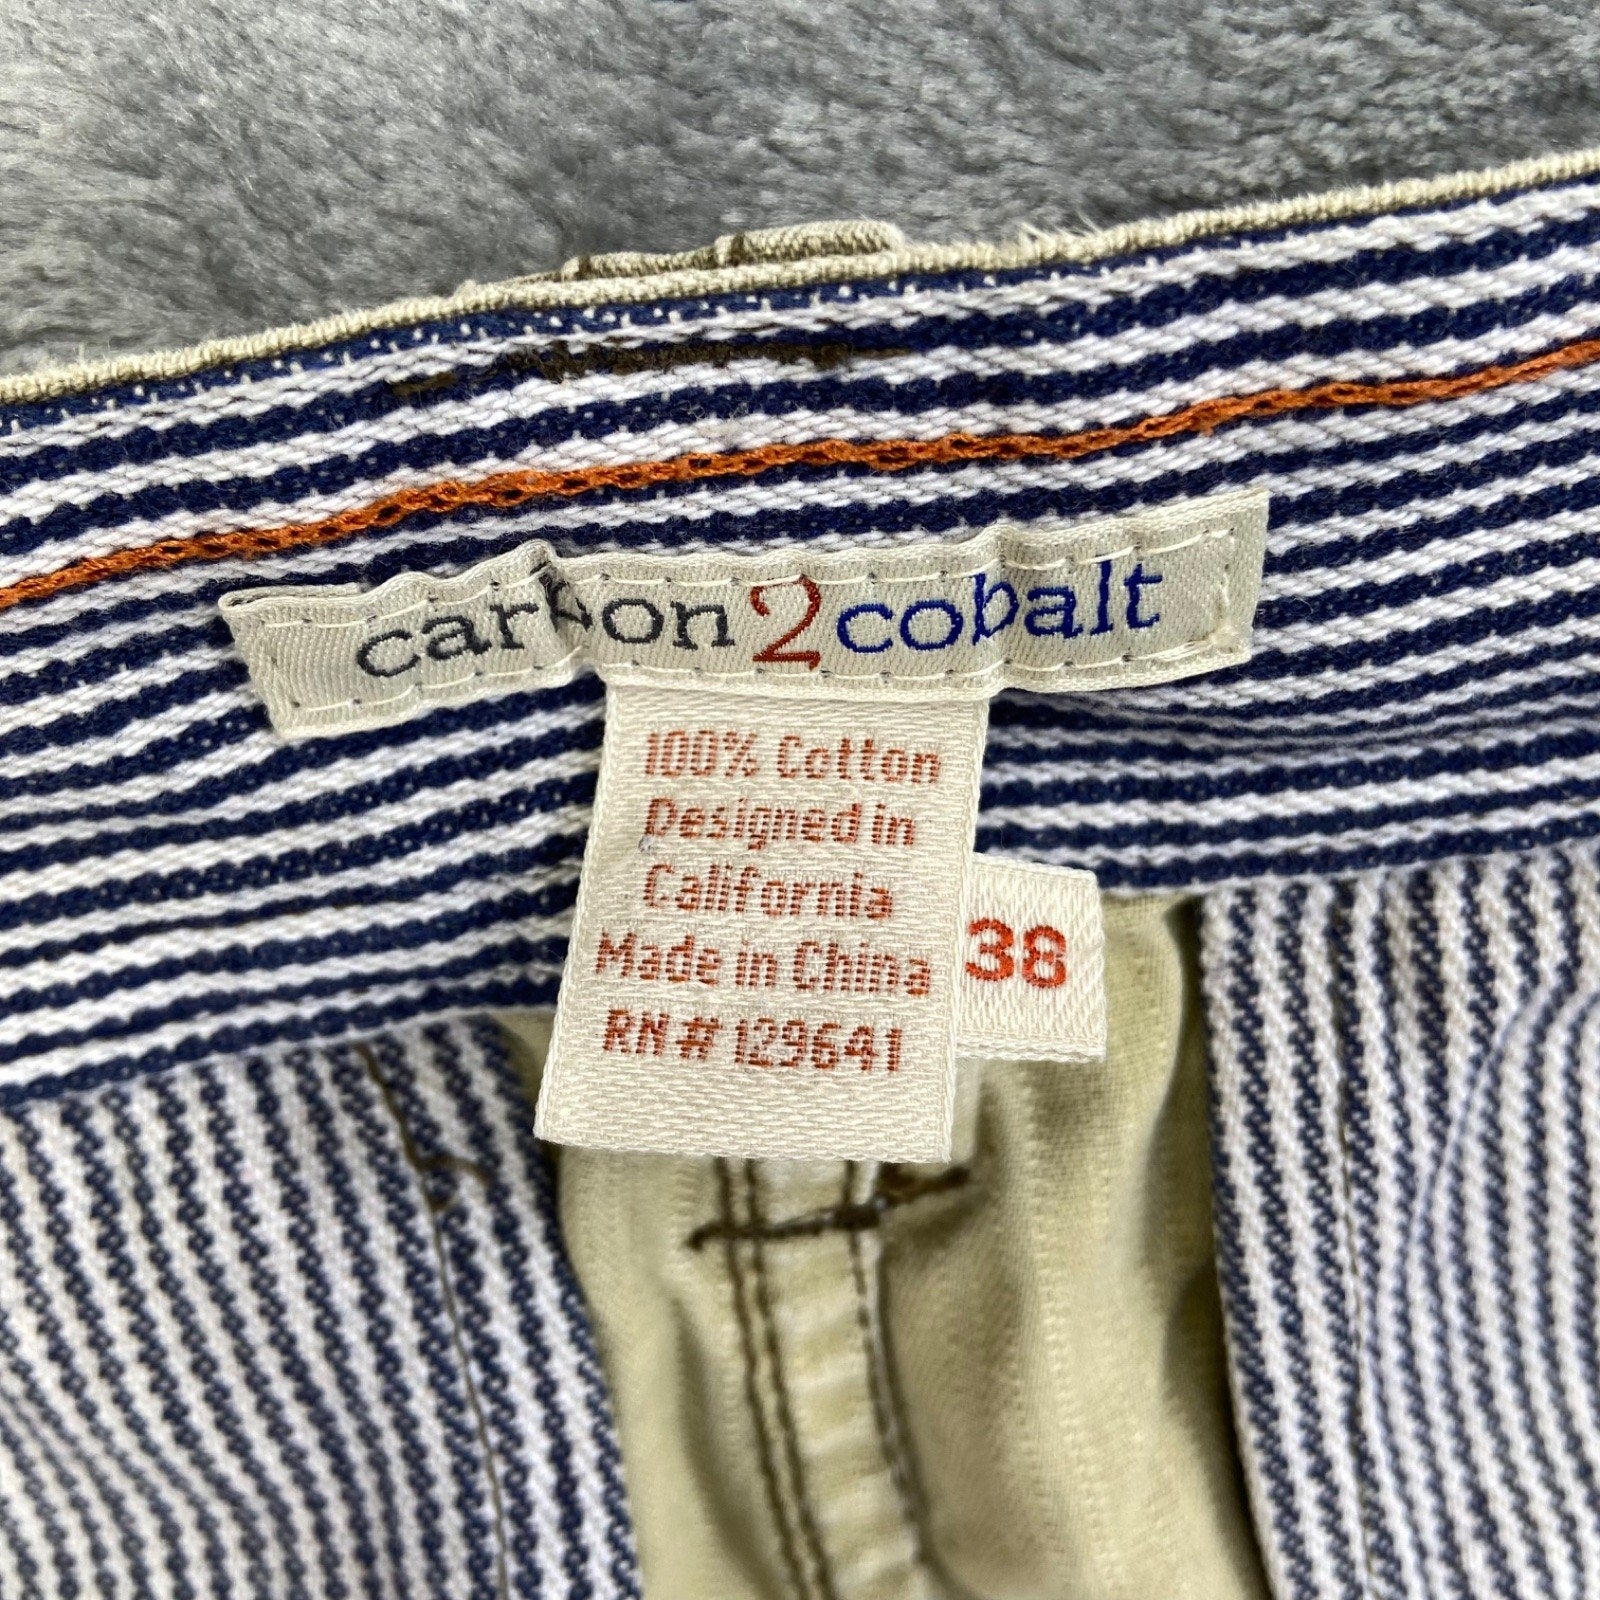 carbon2cobalt
100% Cotton
Designed in
California
Made in China
RN # 129641
38